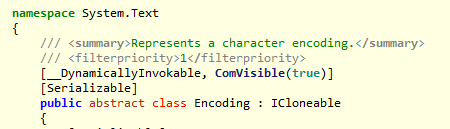 namespace System.Text
{
/// <summary>Represents a character encoding.</summary>
/// <filterpriority>1</filterpriority>
[__DynamicallyInvokable, ComVisible(true)]
[Serializable]
public abstract class Encoding : ICloneable
{